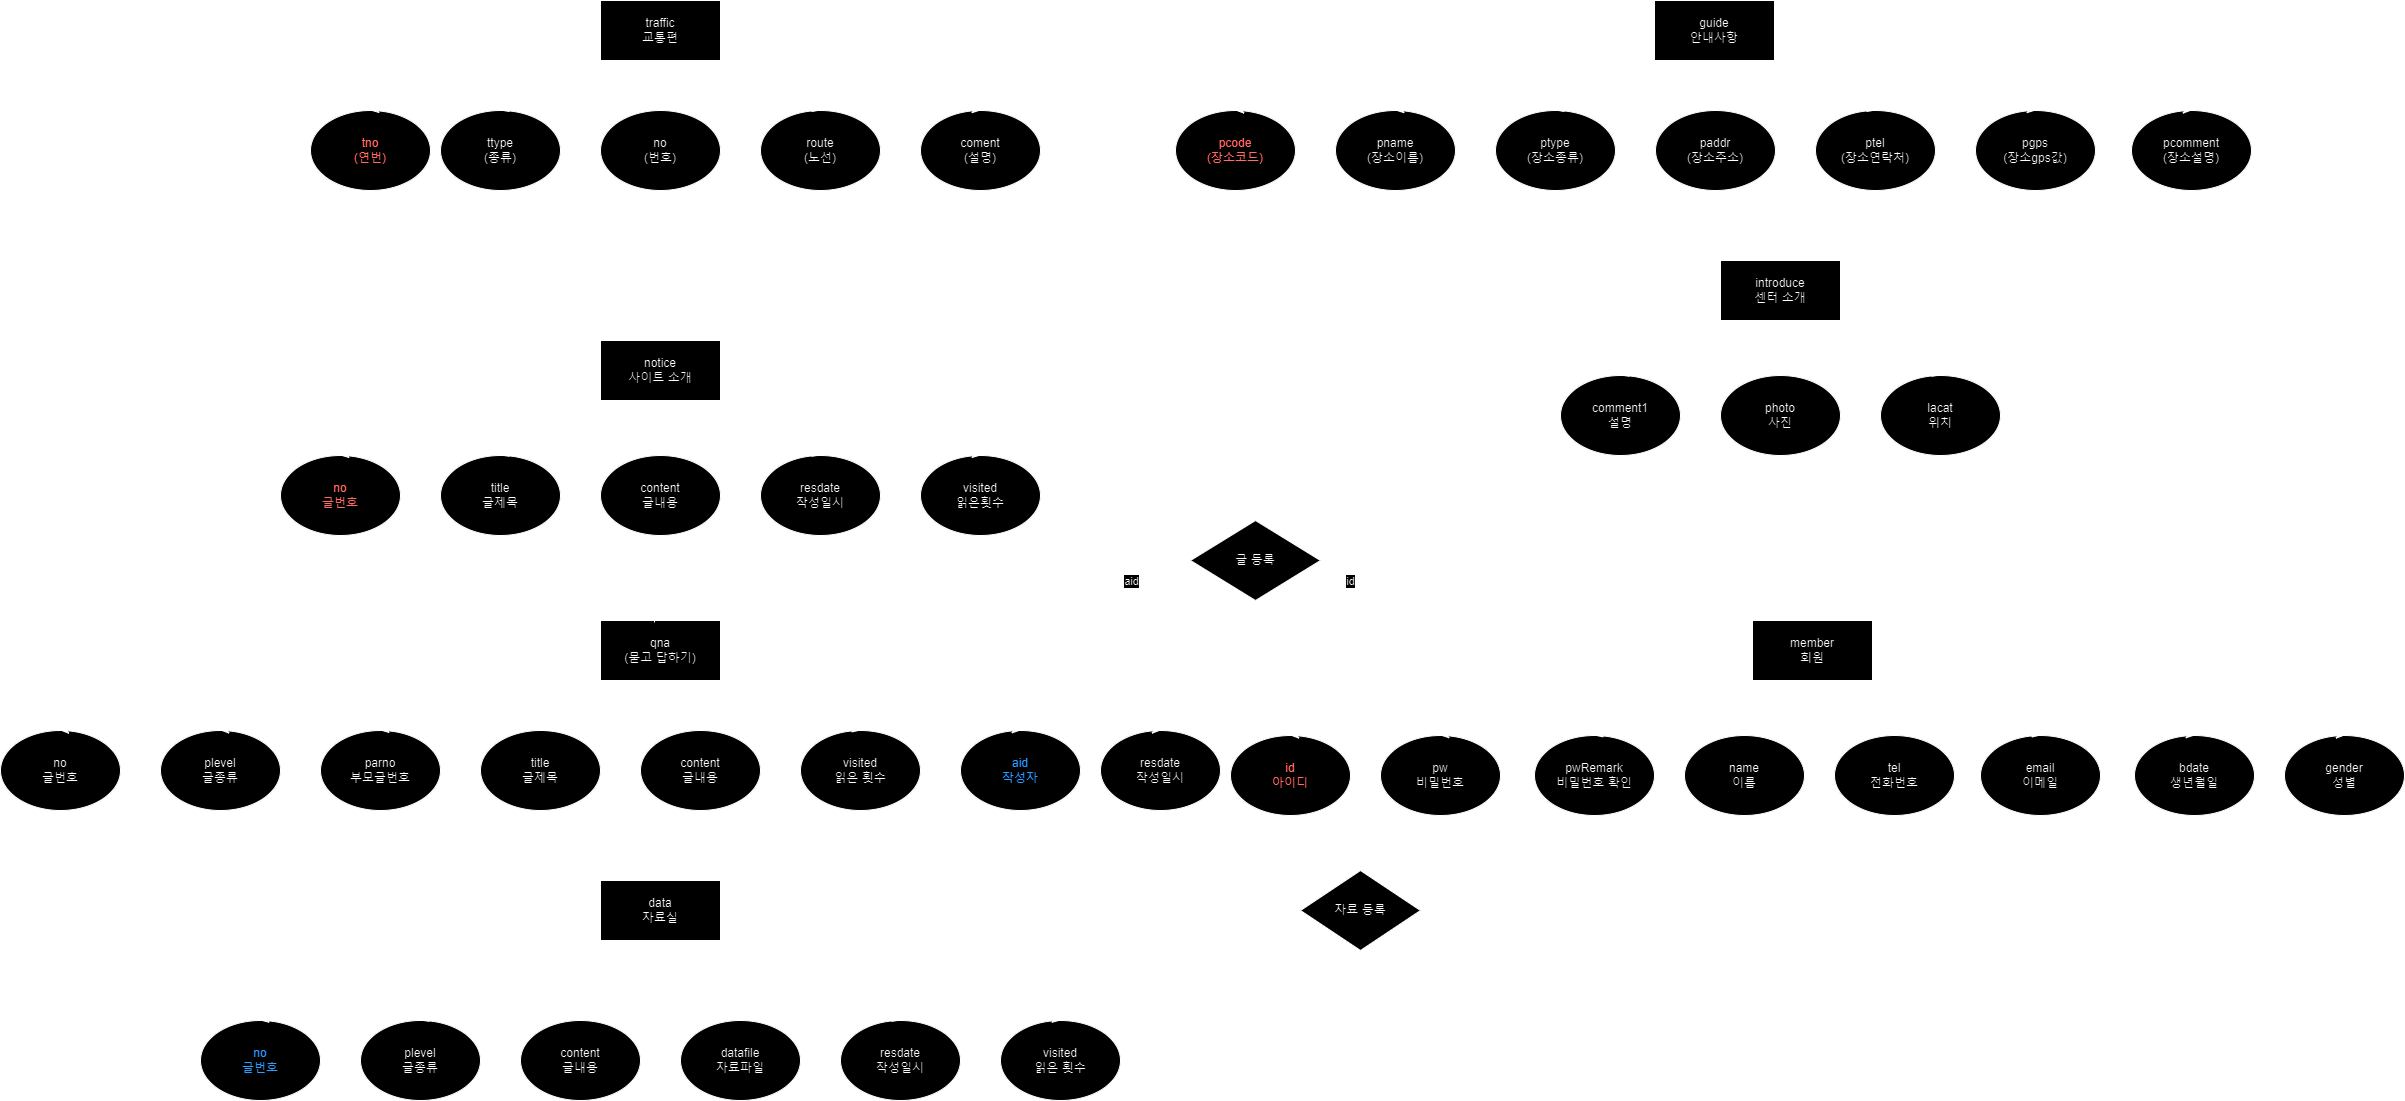 traffic
교통편
guide
안내사항
tno
(연번)
ttype
(종류)
no
(번호)
route
(노선)
coment
(설명)
pcode
(장소코드)
pname
(장소이름)
ptype
(장소종류)
paddr
(장소주소)
ptel
(장소연락처)
pgps
(장소gps값)
pcomment
(장소설명)
introduce
센터 소개
notice
사이트 소개
comment1
설명
photo
사진
lacat
위치
no
글번호
title
글제목
content
글내용
resdate
작성일시
visited
읽은횟수
글 등록
aid
id
qna
(묻고 답하기)
member
회원
no
글번호
plevel
글종류
parno
부모글번호
title
글제목
content
글내용
visited
읽은 횟수
aid
작성자
resdate
작성일시
id
아이디
pw
비밀번호
pwRemark
비밀번호 확인
name
이름
tel
전화번호
email
이메일
bdate
생년월일
gender
성별
data
자료실
자료 등록
no
글번호
plevel
글종류
content
글내용
datafile
자료파일
resdate
작성일시
visited
읽은 횟수